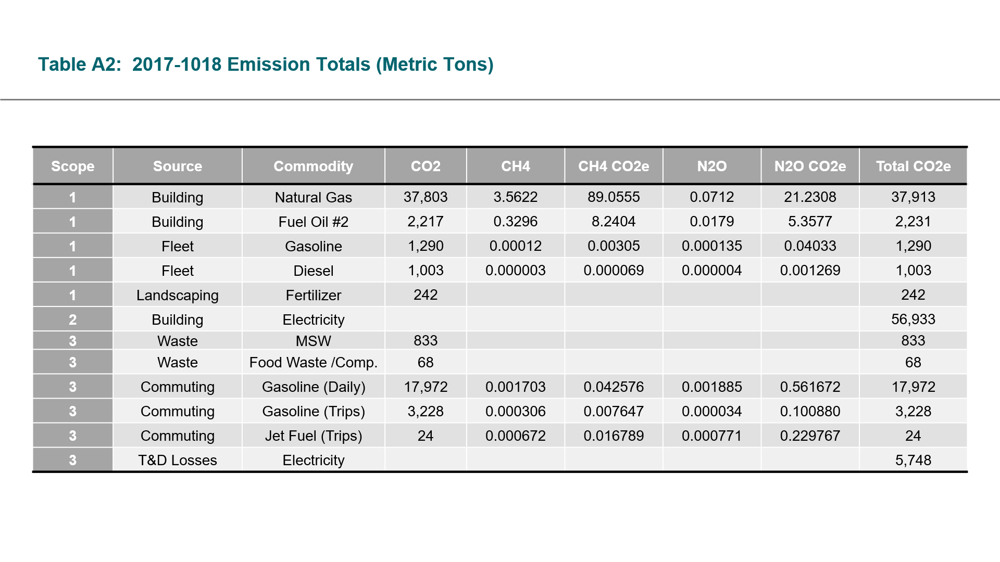 Table A2:  2017-1018 Emission Totals (Metric Tons)
Scope Source Commodity CO2 CH4 CH4 CO2e N2O N2O CO2e Total CO2e
1 Building Natural Gas 37,803 3.5622 89.0555 0.0712 21.2308 37,913
1 Building Fuel Oil #2 2,217 0.3296 8.2404 0.0179 5.3577 2,231
1 Fleet Gasoline 1,290 0.00012 0.00305 0.000135 0.04033 1,290
1 Fleet Diesel 1,003 0.000003 0.000069 0.000004 0.001269 1,003
1 Landscaping Fertilizer 242 242
2 Building Electricity 56,933
3 Waste MSW 833 833
3 Waste Food Waste /Comp. 68 68
3 Commuting Gasoline (Daily) 17,972 0.001703 0.042576 0.001885 0.561672 17,972
3 Commuting Gasoline (Trips) 3,228 0.000306 0.007647 0.000034 0.100880 3,228
3 Commuting Jet Fuel (Trips) 24 0.000672 0.016789 0.000771 0.229767 24
3 T&D Losses Electricity 5,748